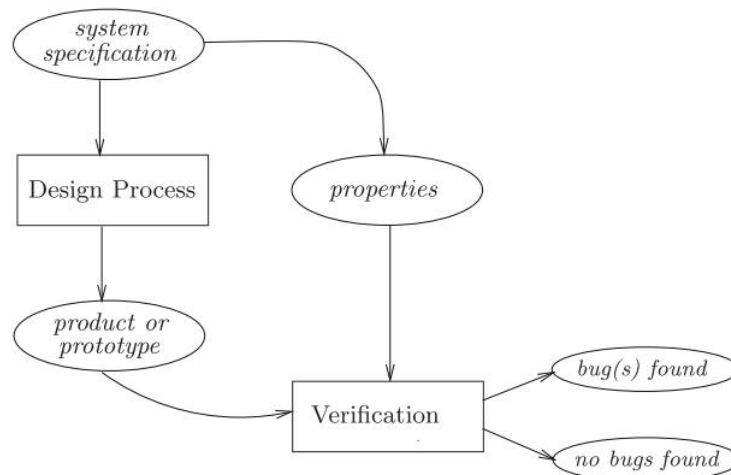 system
specification
Design Process
properties
product or
prototype
bug(s) found
Verification
no bugs found